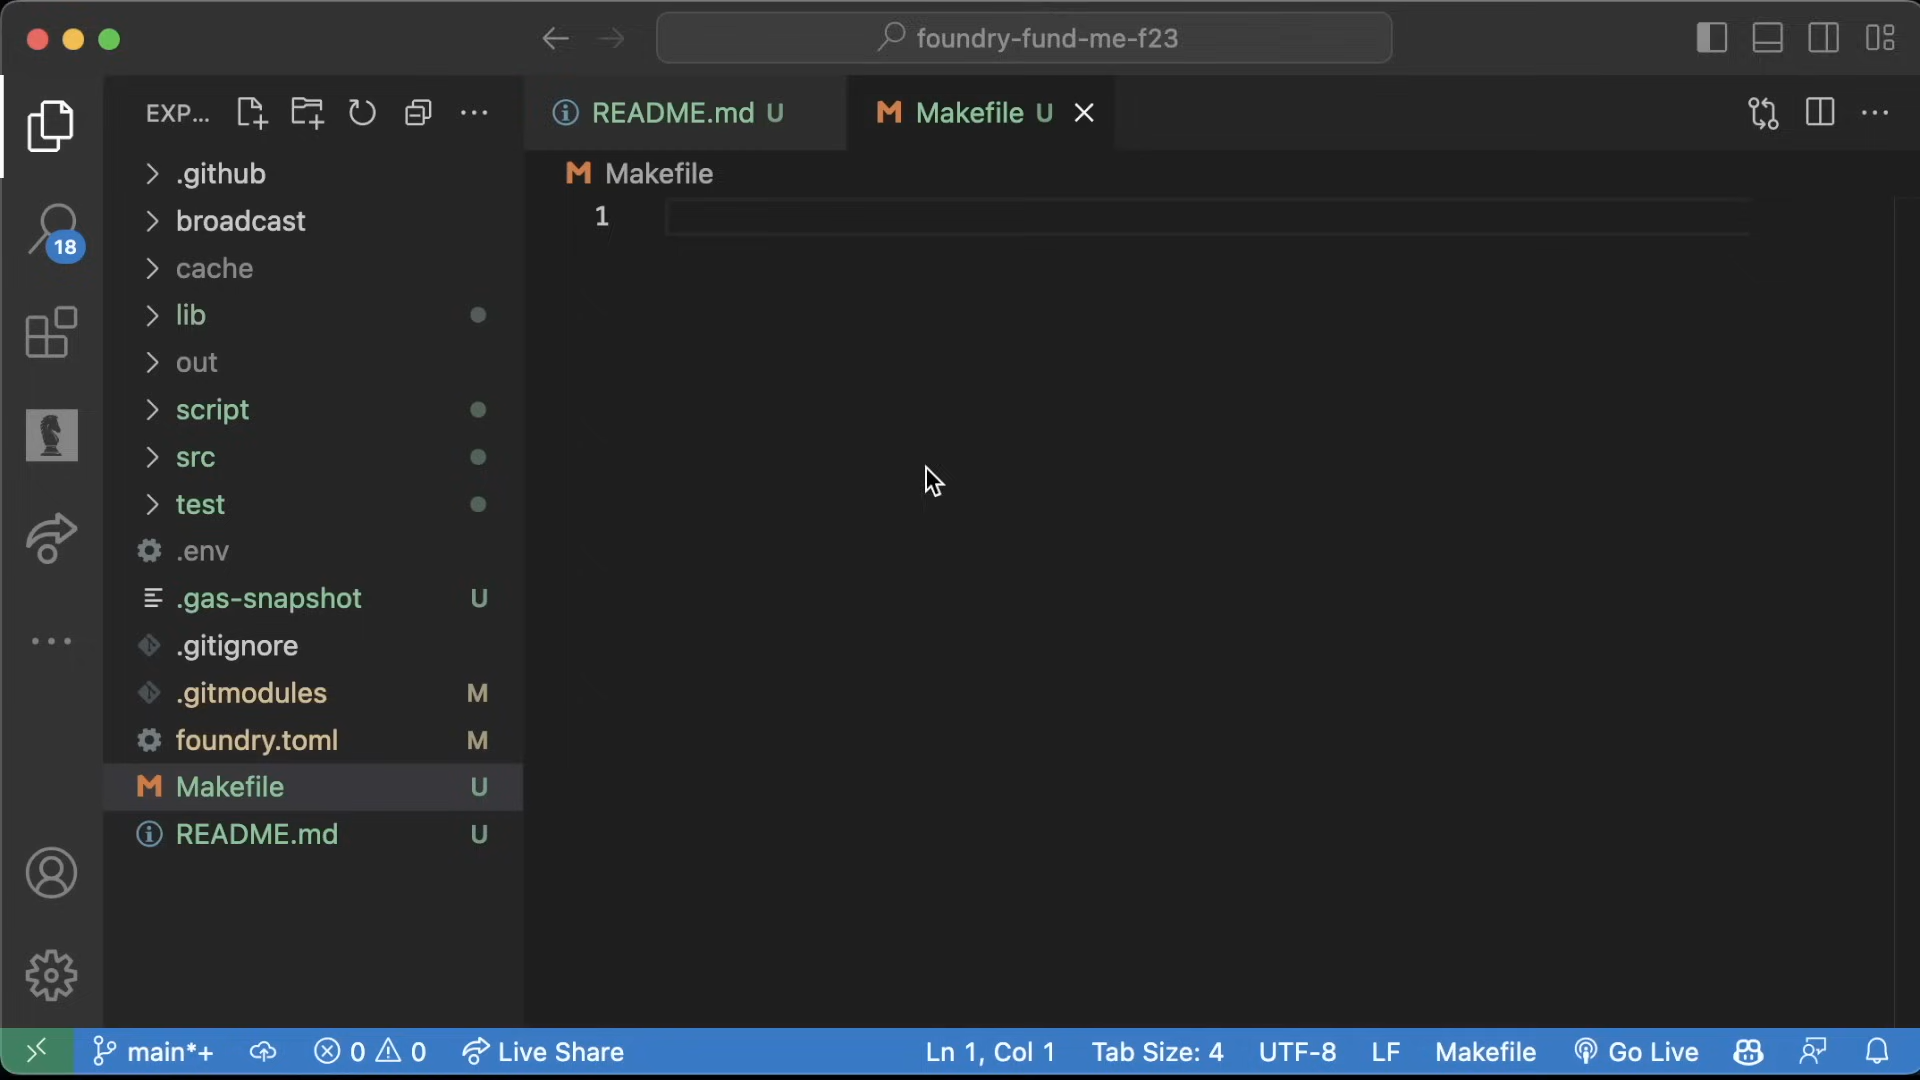 foundry-fund-me-f23
EXP...
README.md U
M Makefile U
M Makefile
1
18
.github
broadcast
cache
lib
out
script
src
test
.env
.gas-snapshot U
.gitignore
.gitmodules M
foundry.toml M
M Makefile U
README.md U
main*+
0
0
Live Share
Ln 1, Col 1
Tab Size: 4
UTF-8
LF
Makefile
Go Live